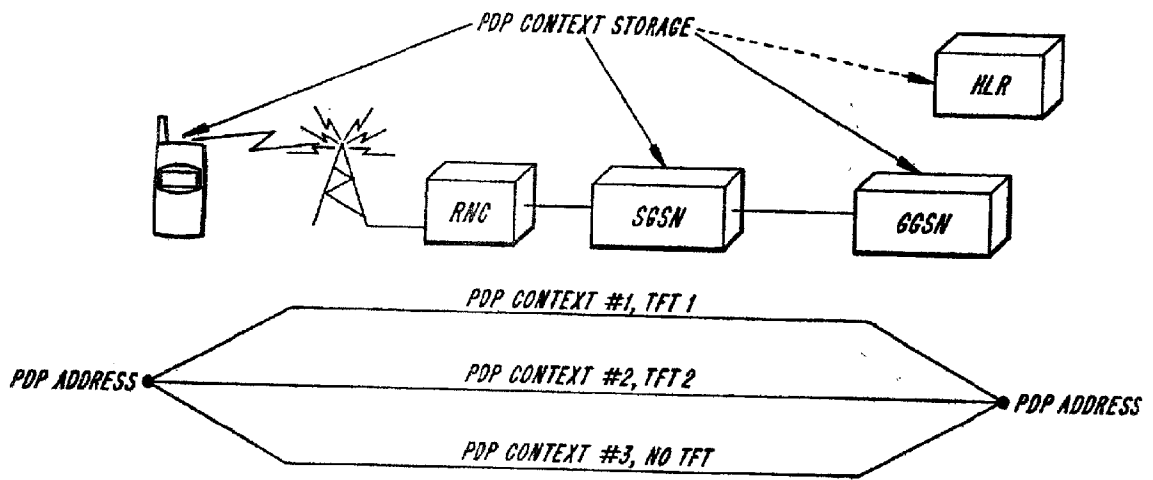 PDP CONTEXT STORAGE
HLR
RNC
SGSN
GGSN
PDP CONTEXT #1, TFT 1
PDP ADDRESS
PDP CONTEXT #2, TFT 2
PDP ADDRESS
PDP CONTEXT #3, NO TFT